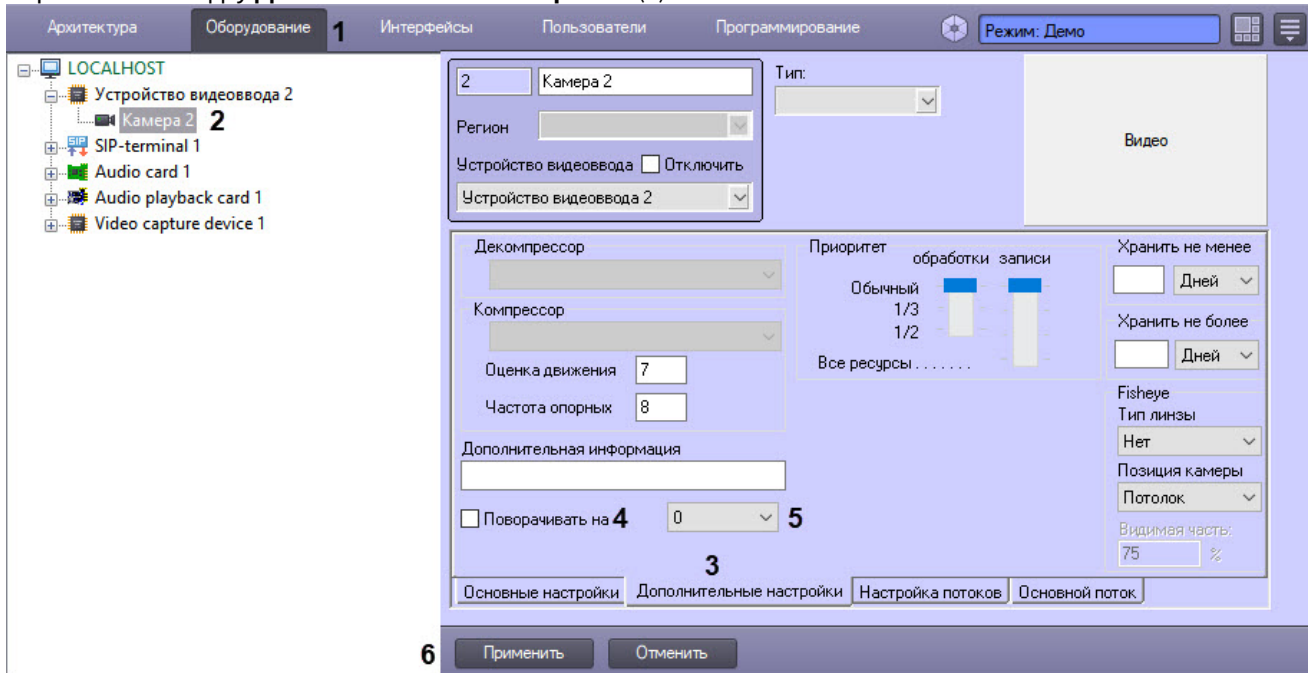 Архитектура Оборудование 1 Интерфейсы Пользователи Программирование Режим: Демо
LOCALHOST
Устройство видеоввода 2
Камера 2 2
SIP-terminal 1
Audio card 1
Audio playback card 1
Video capture device 1
2 Камера 2
Регион
Устройство видеоввода Отключить
Устройство видеоввода 2
Тип:
Видео
Декомпрессор
Компрессор
Оценка движения 7
Частота опорных 8
Дополнительная информация
Поворачивать на 4 0 5
Приоритет
обработки записи
Обычный
1/3
1/2
Все ресурсы.......
Хранить не менее
Дней
Хранить не более
Дней
Fisheye
Тип линзы
Нет
Позиция камеры
Потолок
Видимая часть:
75 %
3
Основные настройки Дополнительные настройки Настройка потоков Основной поток
6 Применить Отменить